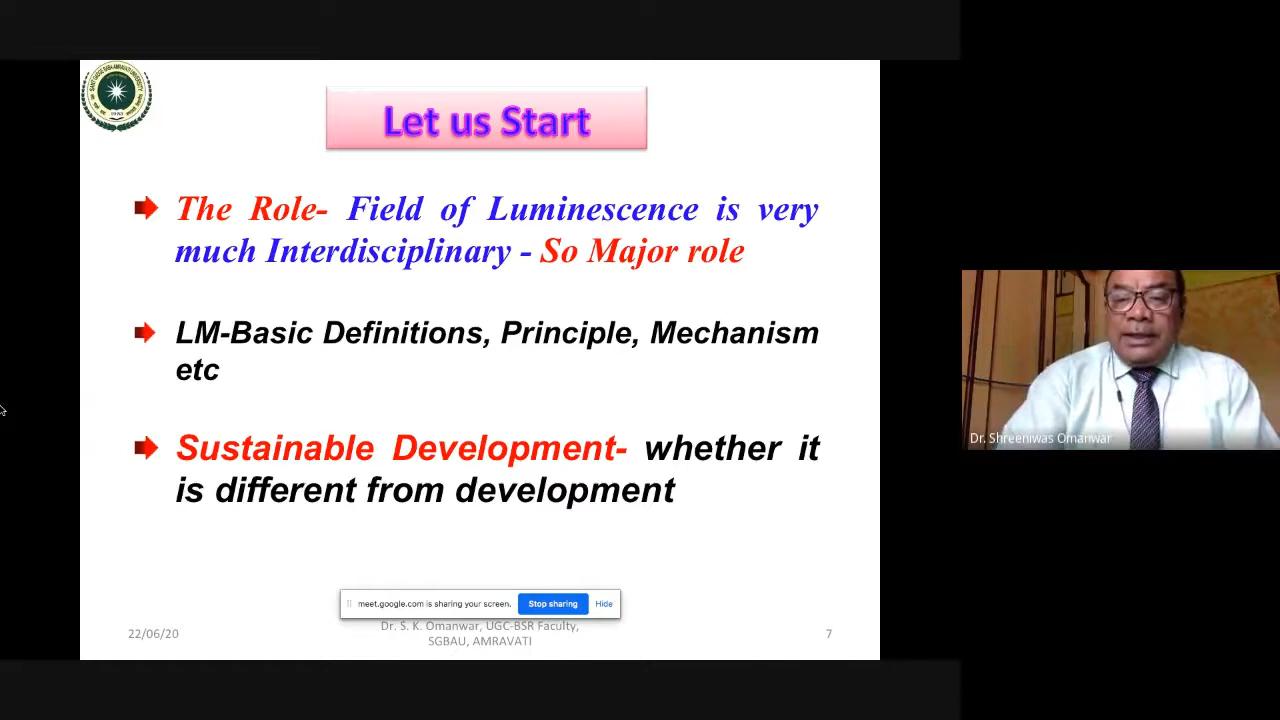 Let us Start
The Role- Field of Luminescence is very
much Interdisciplinary - So Major role
LM-Basic Definitions, Principle, Mechanism
etc
Sustainable Development- whether it
is different from development
meet.google.com is sharing your screen. Stop sharing Hide
22/06/20
Dr. S. K. Omanwar, UGC-BSR Faculty,
SGBAU, AMRAVATI
7
Dr. Shreeniwas Omanwar